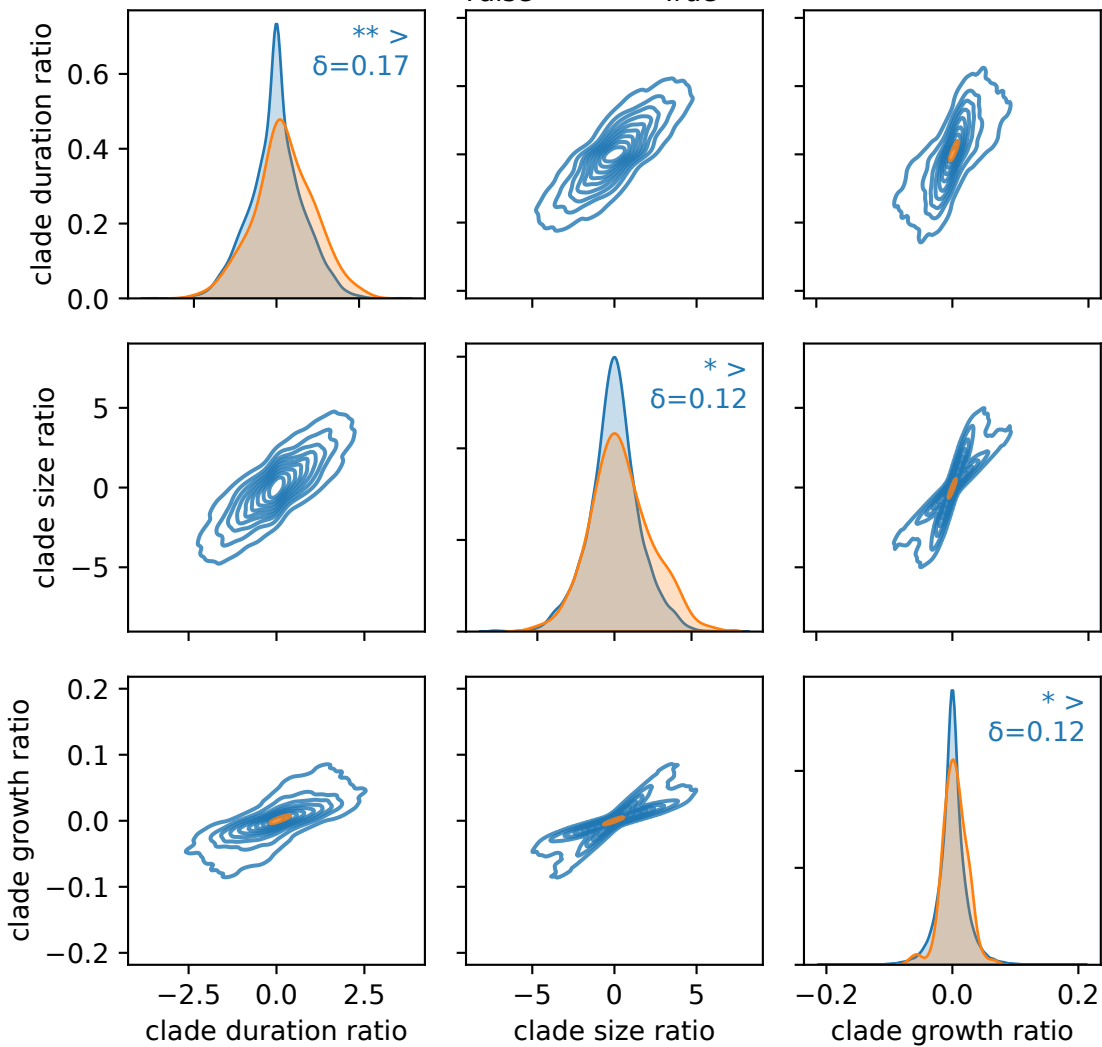 clade duration ratio
0.6
0.4
0.2
0.0
** >
δ=0.17
clade size ratio
5
0
−5
* >
δ=0.12
clade growth ratio
0.2
0.1
0.0
−0.1
−0.2
* >
δ=0.12
−2.5 0.0 2.5
−5 0 5
−0.2 0.0 0.2
clade duration ratio
clade size ratio
clade growth ratio